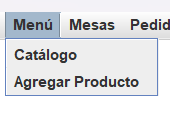 Menú Mesas Pedid
Catálogo
Agregar Producto